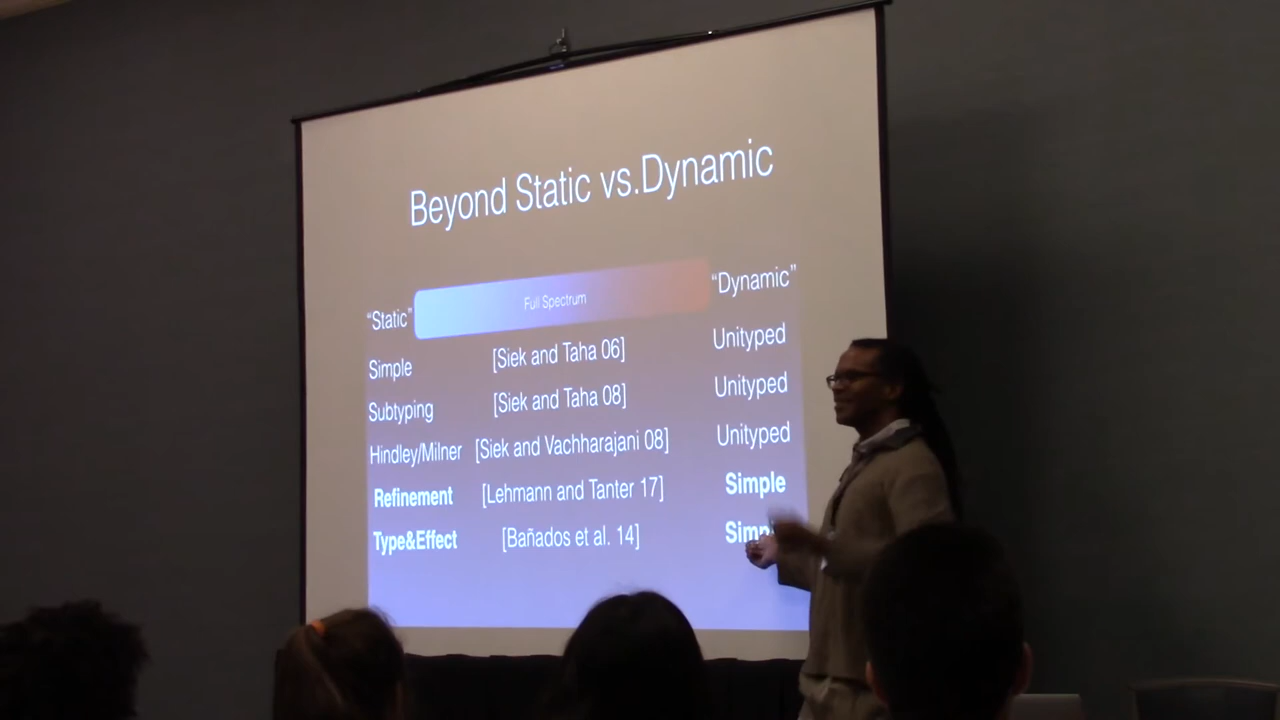 Beyond Static vs.Dynamic
"Static" Full Spectrum "Dynamic"
Simple [Siek and Taha 06] Unityped
Subtyping [Siek and Taha 08] Unityped
Hindley/Milner [Siek and Vachharajani 08] Unityped
Refinement [Lehmann and Tanter 17] Simple
Type&Effect [Bañados et al. 14] Simp